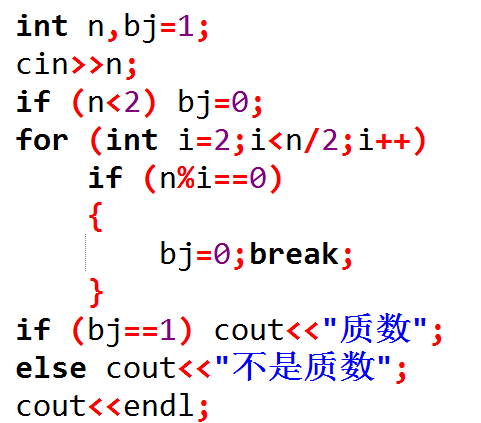 int n,bj=1;
cin>>n;
if (n<2) bj=0;
for (int i=2;i<n/2;i++)
    if (n%i==0)
    {
        bj=0;break;
    }
if (bj==1) cout<<"质数";
else cout<<"不是质数";
cout<<endl;